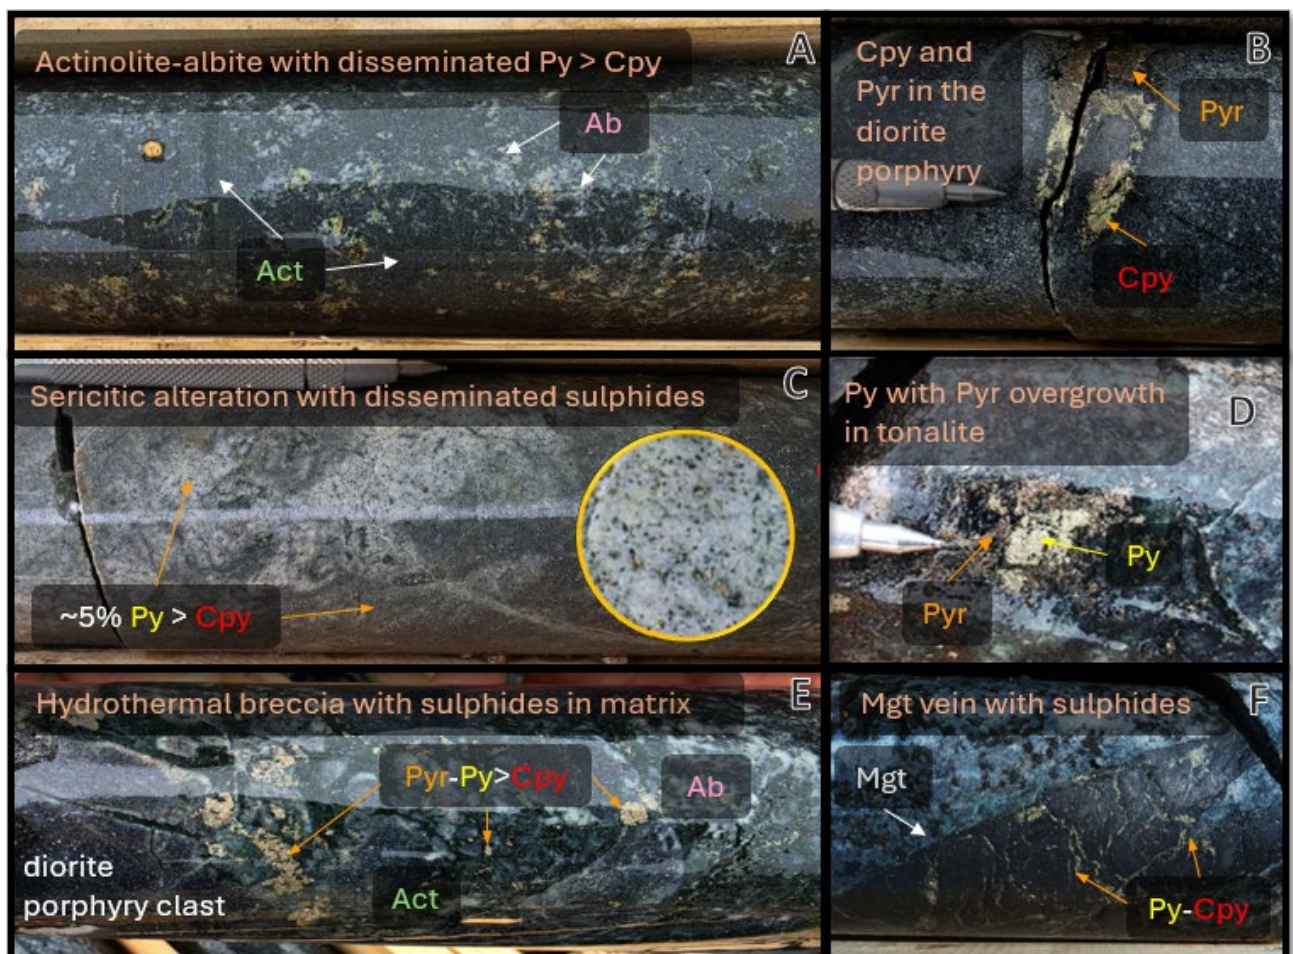 Actinolite-albite with disseminated Py > Cpy
A
Ab
Act
Cpy and
Pyr in the
diorite
porphyry
B
Pyr
Cpy
Sericitic alteration with disseminated sulphides
C
~5% Py > Cpy
Py with Pyr overgrowth
in tonalite
D
Py
Pyr
Hydrothermal breccia with sulphides in matrix
E
Pyr-Py>Cpy
Ab
diorite
porphyry clast
Act
Mgt vein with sulphides
F
Mgt
Py-Cpy